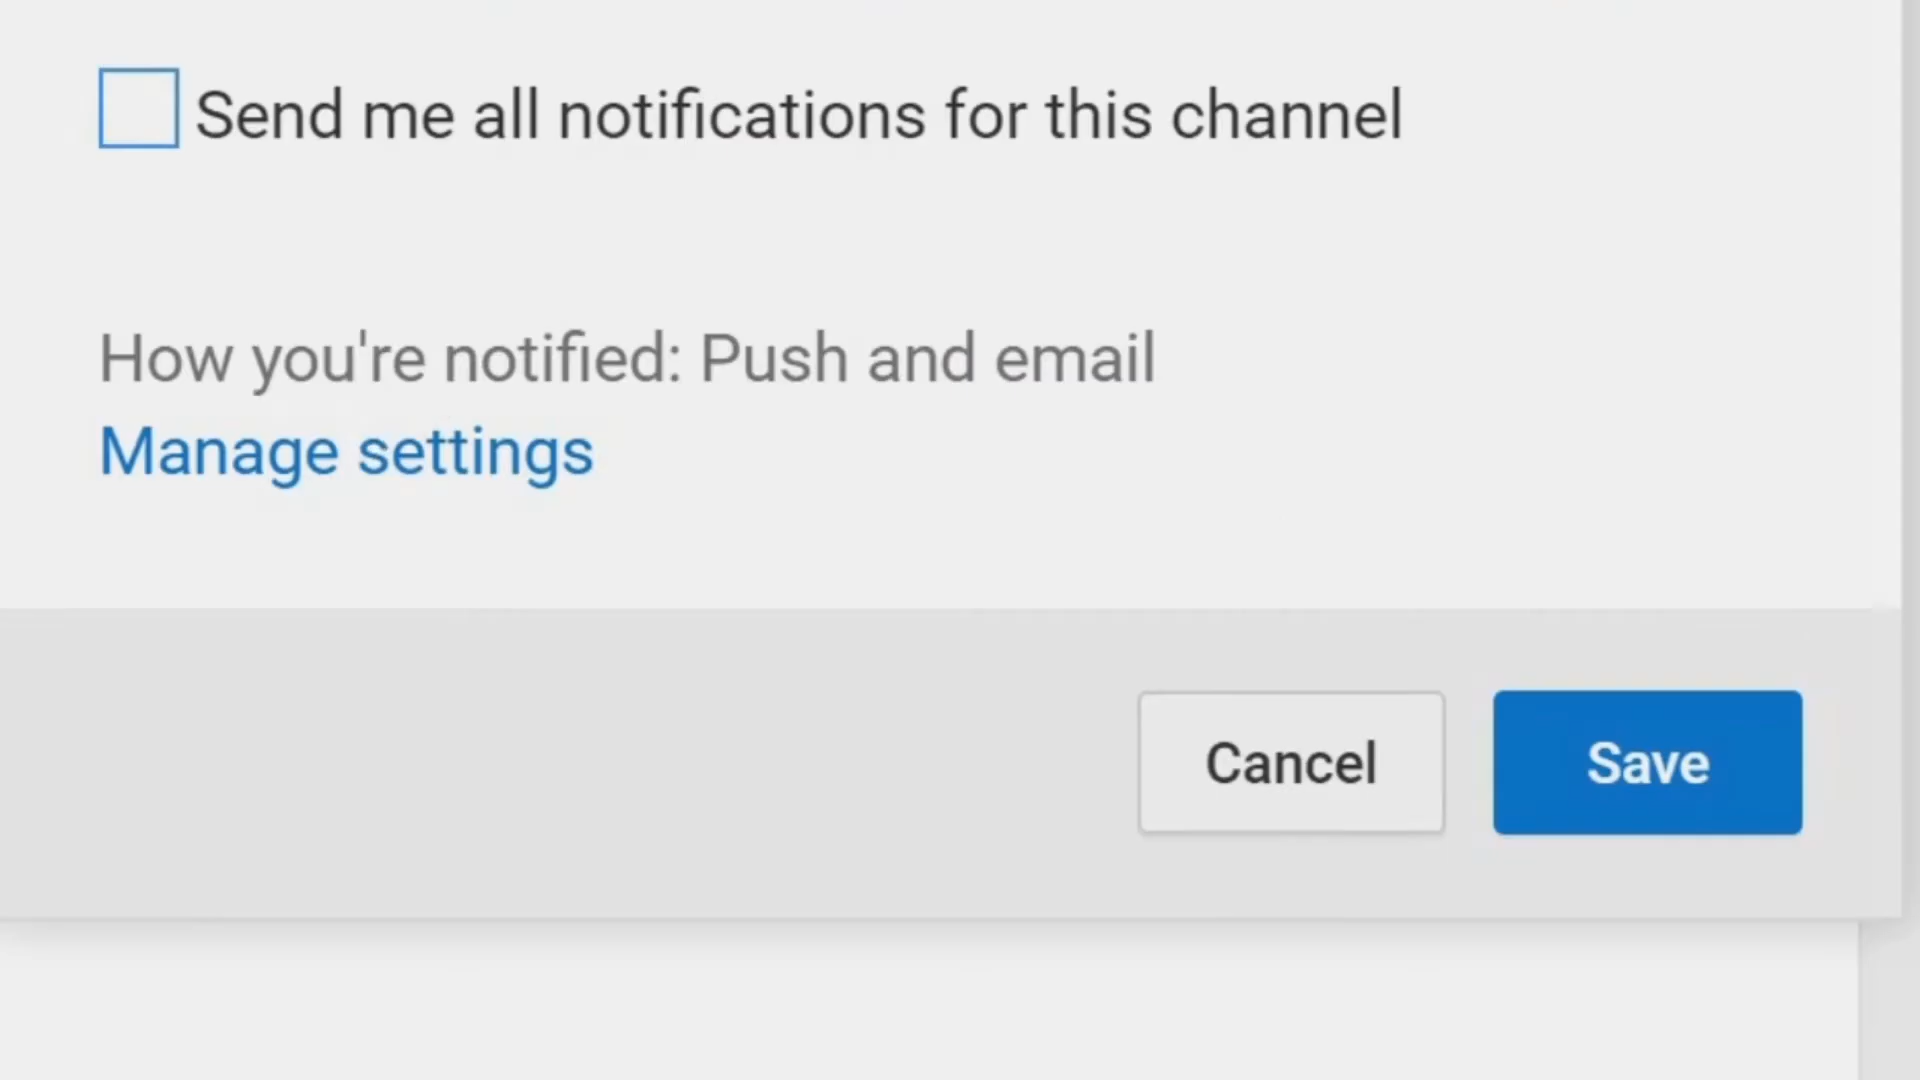 Send me all notifications for this channel
How you're notified: Push and email
Manage settings
Cancel
Save